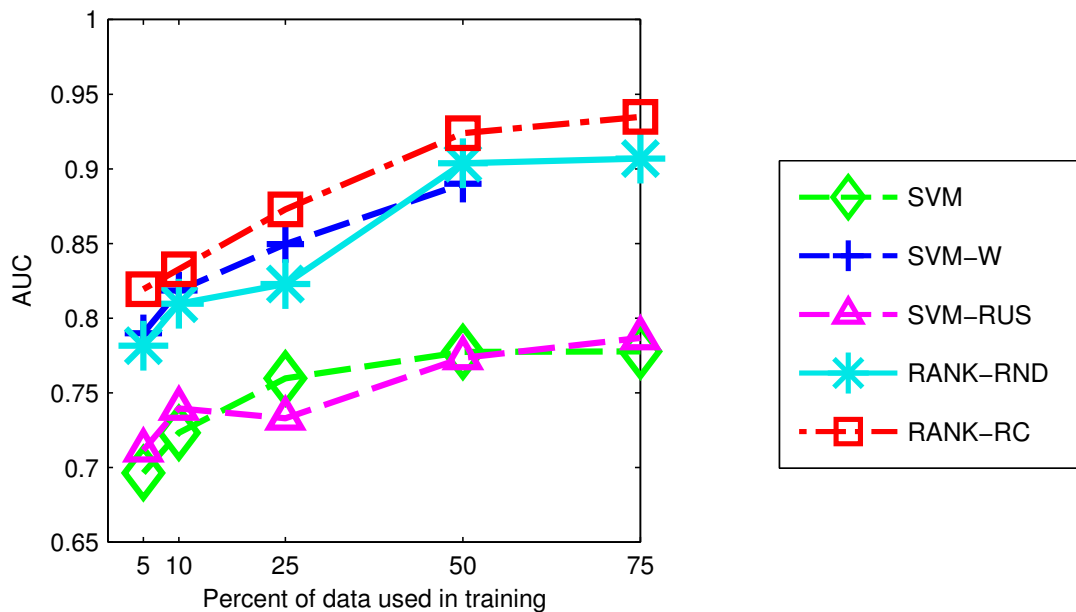 1
0.95
0.9
0.85
0.8
0.75
0.7
0.65
AUC
5 10 25 50 75
Percent of data used in training
SVM
SVM−W
SVM−RUS
RANK−RND
RANK−RC